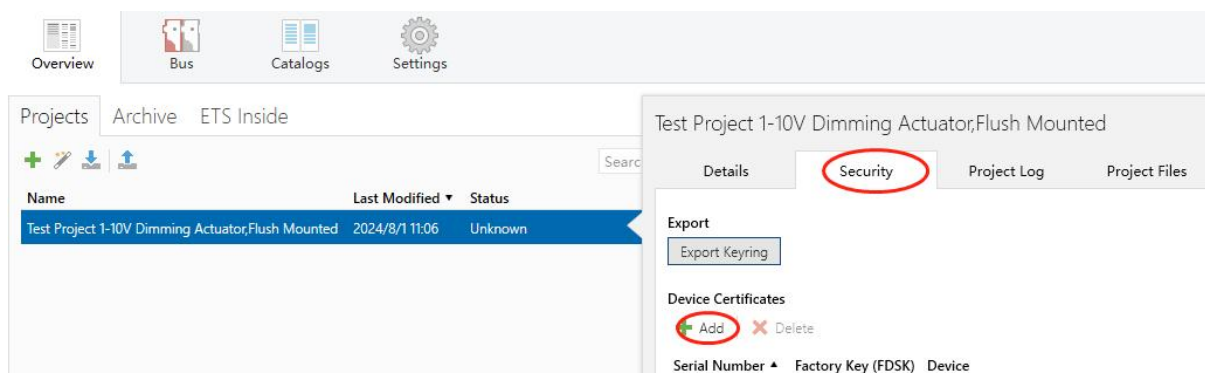 Overview Bus Catalogs Settings
Projects Archive ETS Inside
Searc
Name Last Modified ▼ Status
Test Project 1-10V Dimming Actuator,Flush Mounted 2024/8/1 11:06 Unknown
Test Project 1-10V Dimming Actuator,Flush Mounted
Details Security Project Log Project Files
Export
Export Keyring
Device Certificates
Add Delete
Serial Number ▲ Factory Key (FDSK) Device